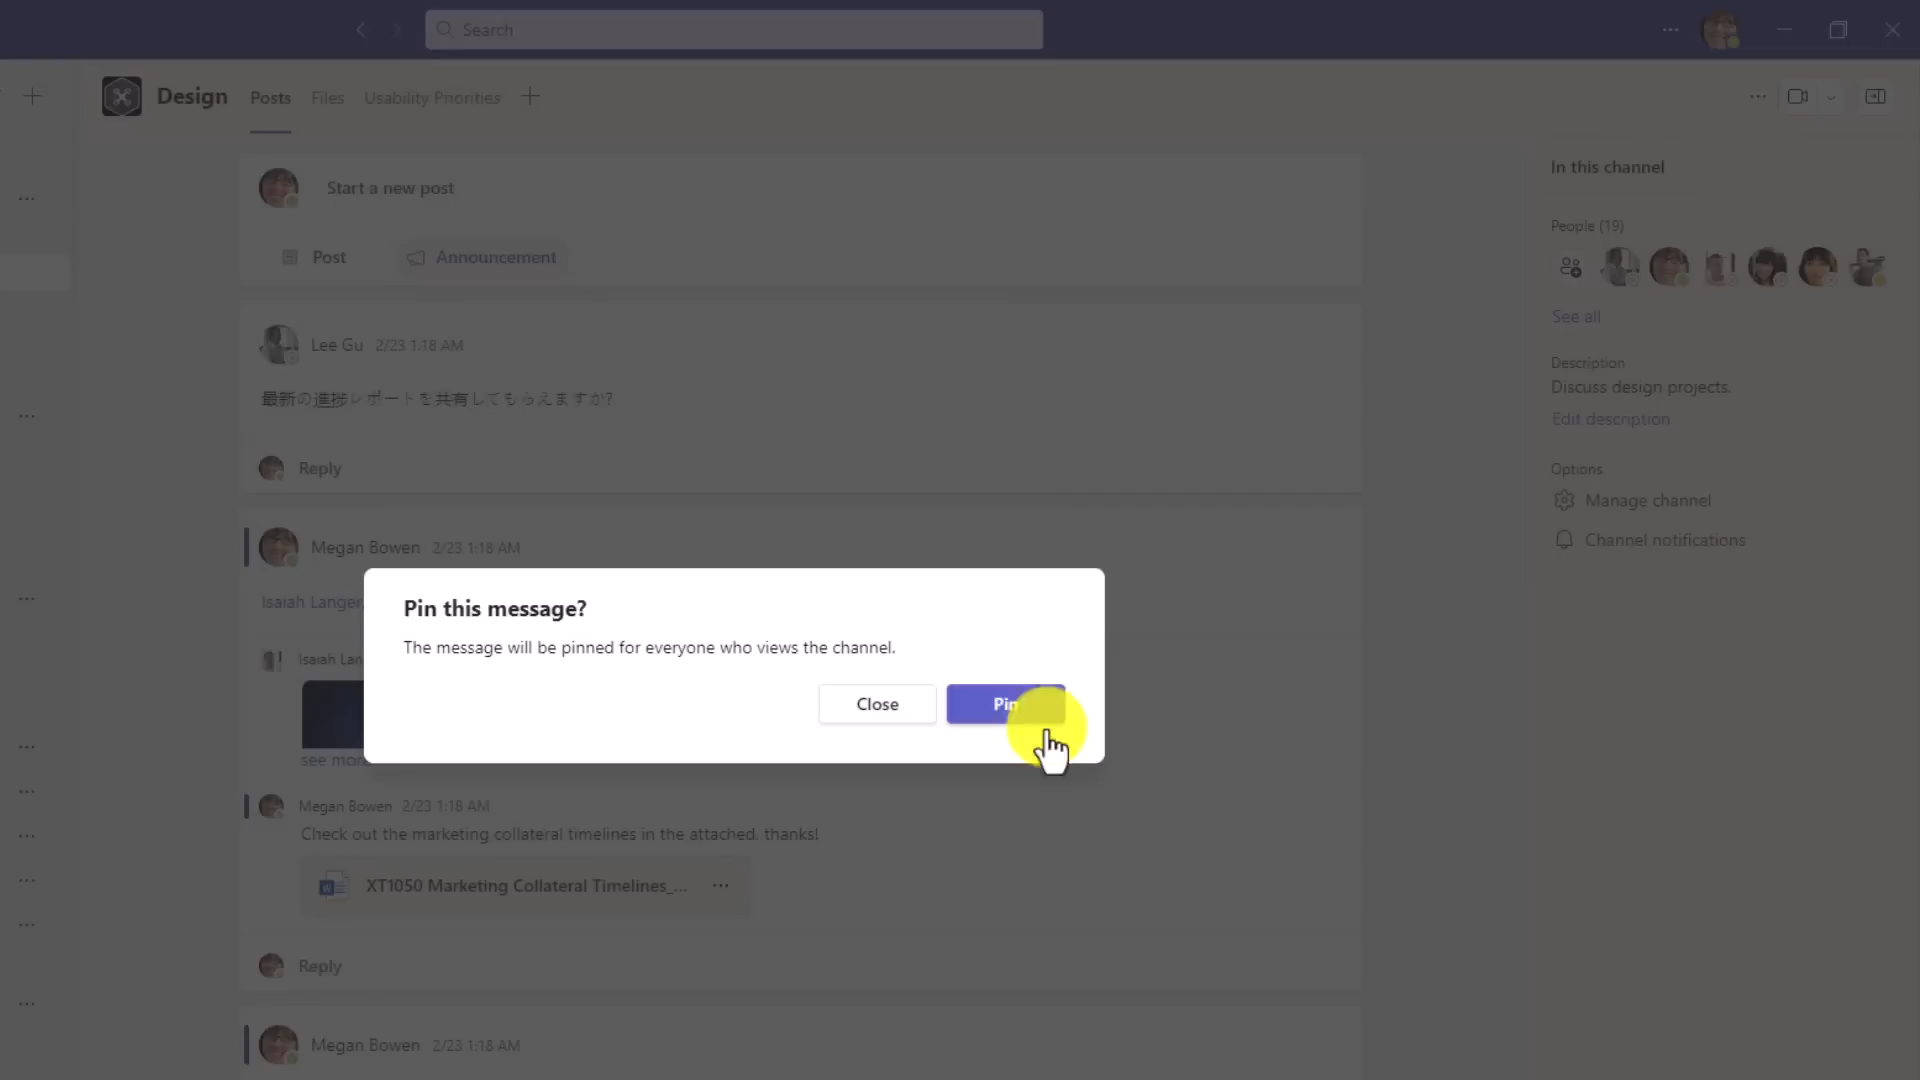 Search
Design Posts Files Usability Priorities
Start a new post
Post Announcement
Lee Gu 2/23 1:18 AM
最新の進捗レポートを共有してもらえますか?
Reply
Megan Bowen 2/23 1:18 AM
Isaiah Langer
Pin this message?
The message will be pinned for everyone who views the channel.
Close
Isaiah Lan
see more
Megan Bowen 2/23 1:18 AM
Check out the marketing collateral timelines in the attached, thanks!
XT1050 Marketing Collateral Timelines_...
Reply
Megan Bowen 2/23 1:18 AM
In this channel
People (19)
See all
Description
Discuss design projects.
Edit description
Options
Manage channel
Channel notifications